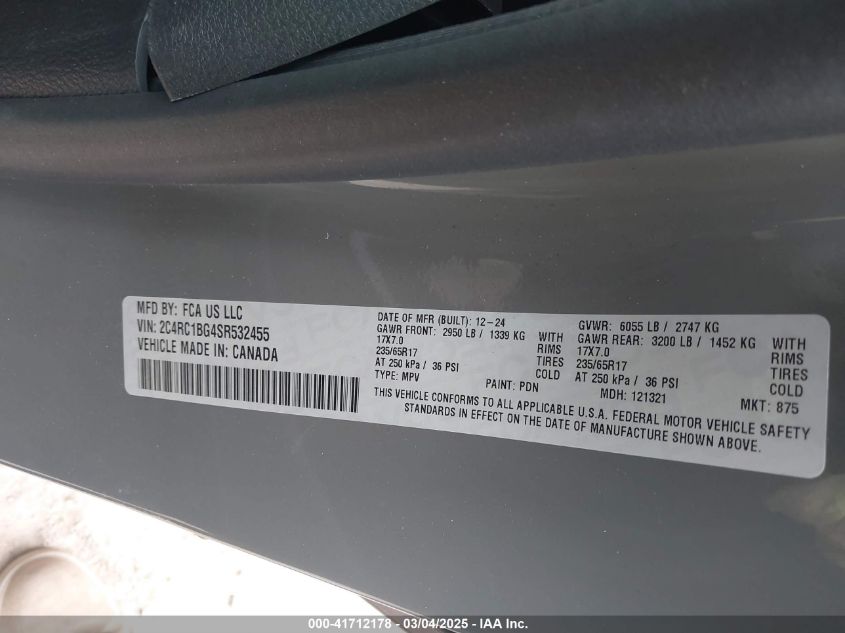 MFD BY: FCA US LLC
VIN: 2C4RC1BG4SR532455
VEHICLE MADE IN: CANADA
DATE OF MFR (BUILT): 12-24
GAWR FRONT: 2950 LB / 1339 KG WITH
17X7.0 RIMS
235/65R17 TIRES
AT 250 kPa / 36 PSI COLD
TYPE: MPV PAINT: PDN
GVWR: 6055 LB / 2747 KG
GAWR REAR: 3200 LB / 1452 KG WITH
17X7.0 RIMS
235/65R17 TIRES
AT 250 kPa / 36 PSI COLD
MDH: 121321 MKT: 875
THIS VEHICLE CONFORMS TO ALL APPLICABLE U.S.A. FEDERAL MOTOR VEHICLE SAFETY
STANDARDS IN EFFECT ON THE DATE OF MANUFACTURE SHOWN ABOVE.
000-41712178 - 03/04/2025 - IAA Inc.